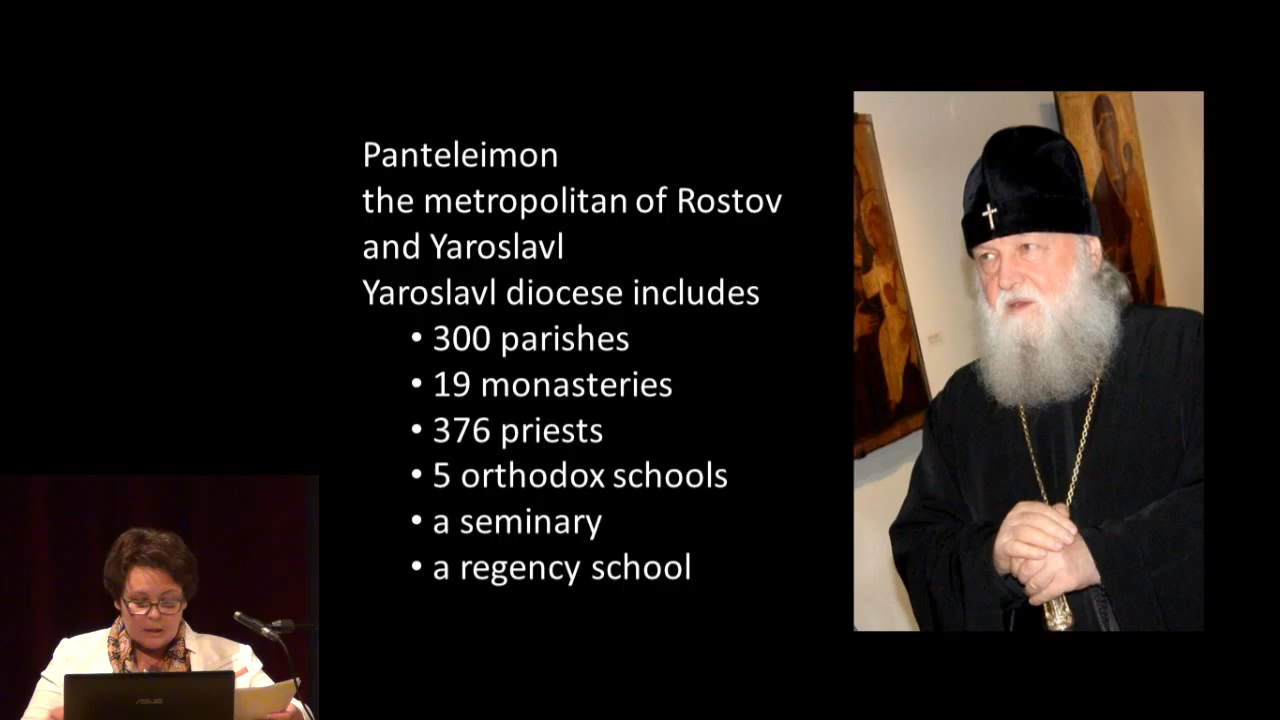 Panteleimon
the metropolitan of Rostov
and Yaroslavl
Yaroslavl diocese includes
• 300 parishes
• 19 monasteries
• 376 priests
• 5 orthodox schools
• a seminary
• a regency school
ASUS